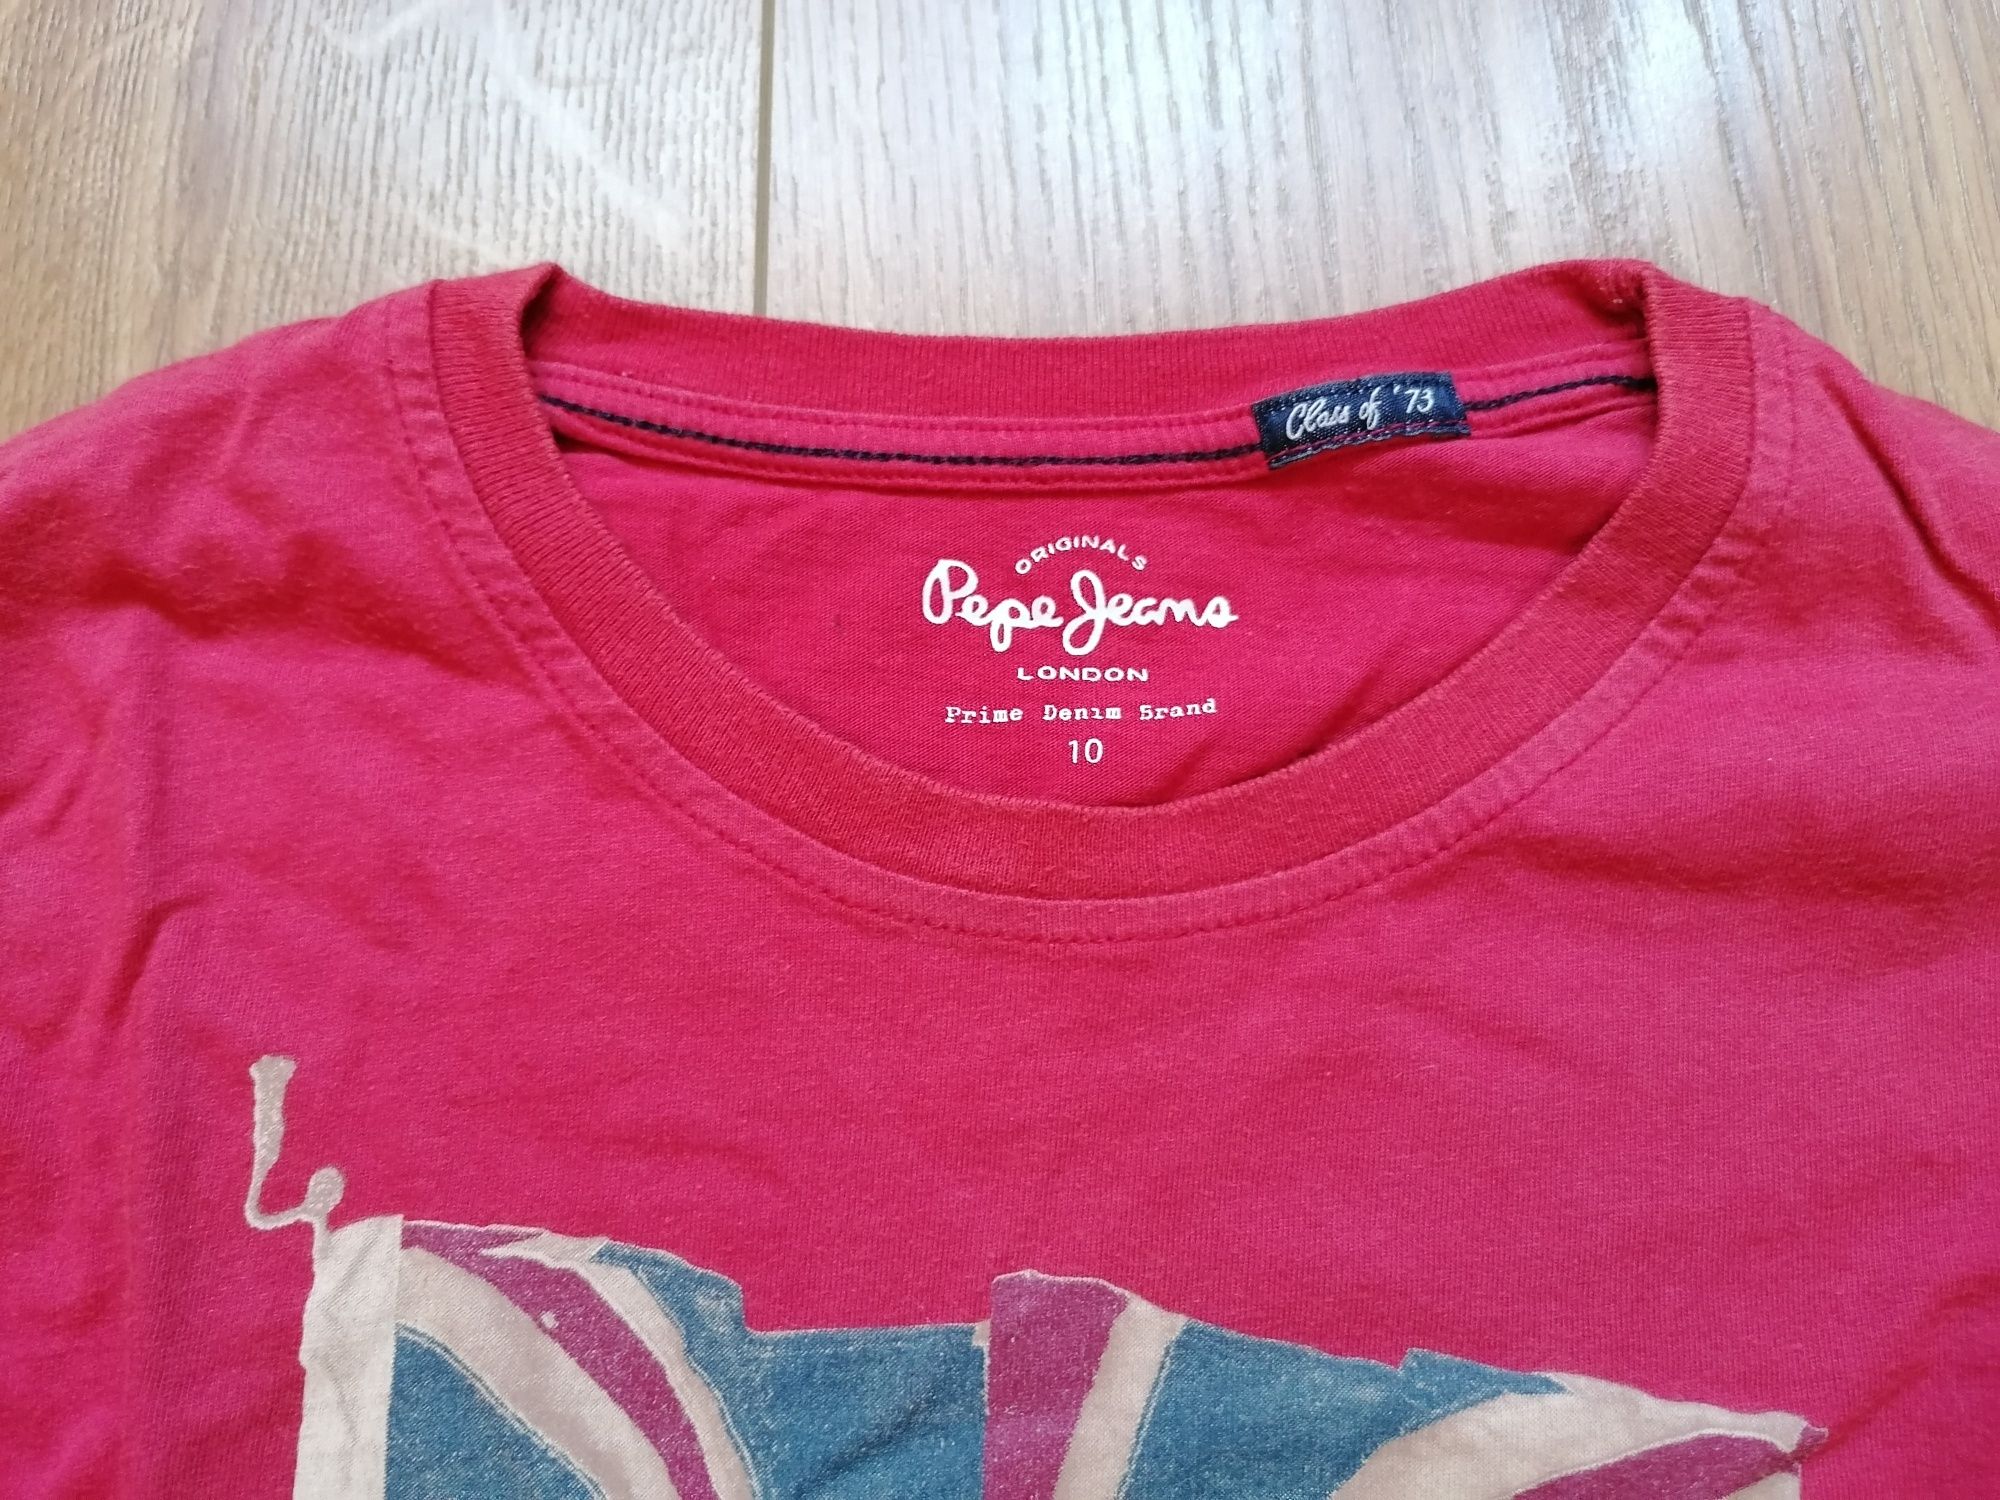 Class of '73
ORIGINALS
Pepe Jeans
LONDON
Prime Denim Brand
10